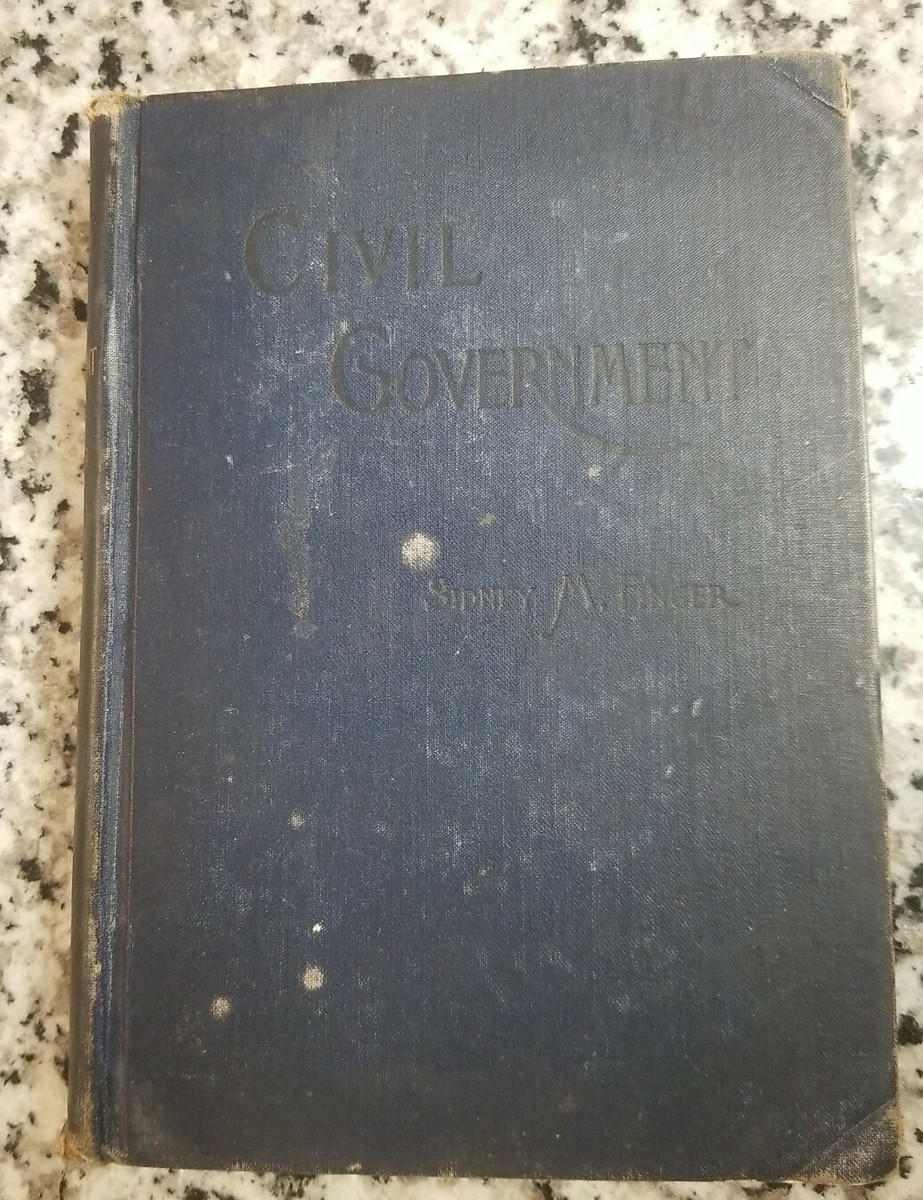 CIVIL
GOVERNMENT
SIDNEY M. FINGER
T